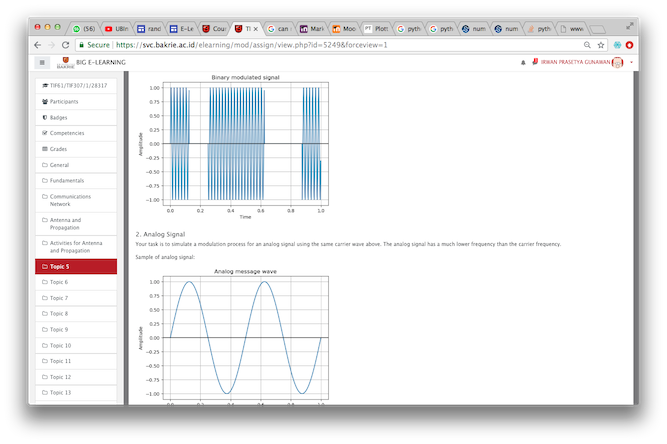 (56)
UBIn
rand
E-Le
Cour
Tl
can
Mark
Moo
Plott
pyth
pyth
num
num
pyth
www
Secure
https://svc.bakrie.ac.id/elearning/mod/assign/view.php?id=5249&forceview=1
BAKRIE
BIG E-LEARNING
IRWAN PRASETYA GUNAWAN
TIF61/TIF307/1/28317
Participants
Badges
Competencies
Grades
General
Fundamentals
Communications
Network
Antenna and
Propagation
Activities for Antenna
and Propagation
Topic 5
Topic 6
Topic 7
Topic 8
Topic 9
Topic 10
Topic 11
Topic 12
Topic 13
Binary modulated signal
1.00
0.75
0.50
0.25
0.00
−0.25
−0.50
−0.75
−1.00
Amplitude
0.0 0.2 0.4 0.6 0.8 1.0
Time
2. Analog Signal
Your task is to simulate a modulation process for an analog signal using the same carrier wave above. The analog signal has a much lower frequency than the carrier frequency.
Sample of analog signal:
Analog message wave
1.00
0.75
0.50
0.25
0.00
−0.25
−0.50
−0.75
−1.00
Amplitude
0.0 0.2 0.4 0.6 0.8 1.0